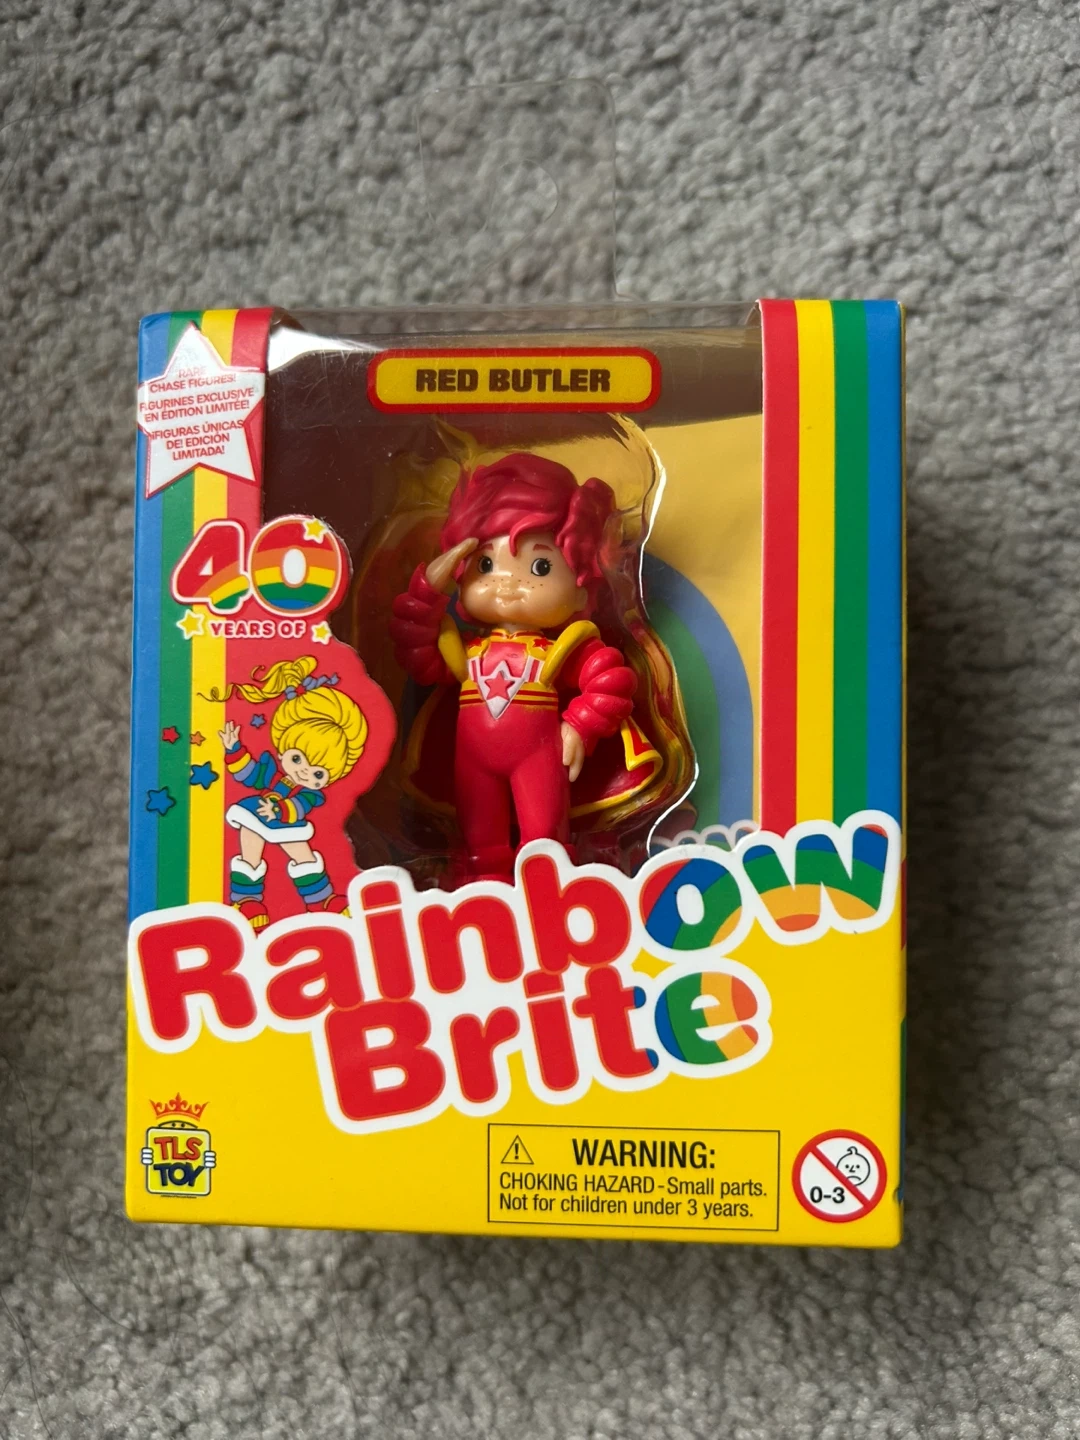 RED BUTLER
RARE
CHASE FIGURES!
FIGURINES EXCLUSIVE
EN ÉDITION LIMITÉE!
¡FIGURAS ÚNICAS
DE! EDICIÓN
LIMITADA!
40
YEARS OF
Rainbow
Brite
TLS
TOY
WARNING:
CHOKING HAZARD - Small parts.
Not for children under 3 years.
0-3